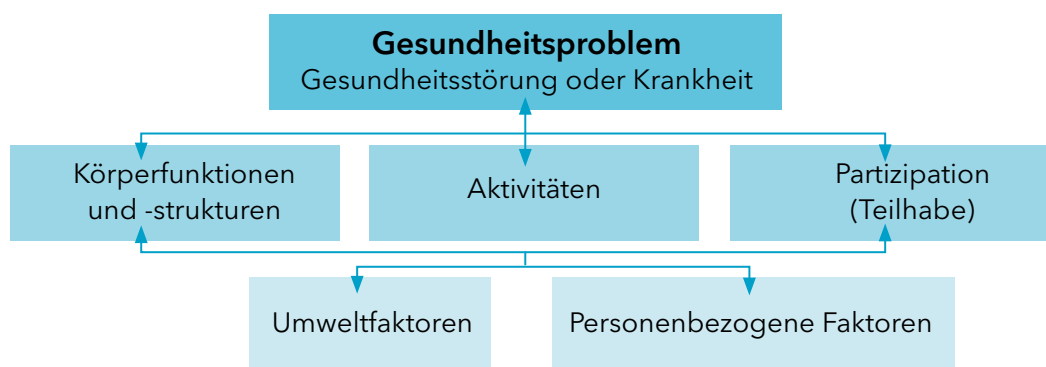 Gesundheitsproblem
Gesundheitsstörung oder Krankheit
Körperfunktionen
und -strukturen
Aktivitäten
Partizipation
(Teilhabe)
Umweltfaktoren
Personenbezogene Faktoren